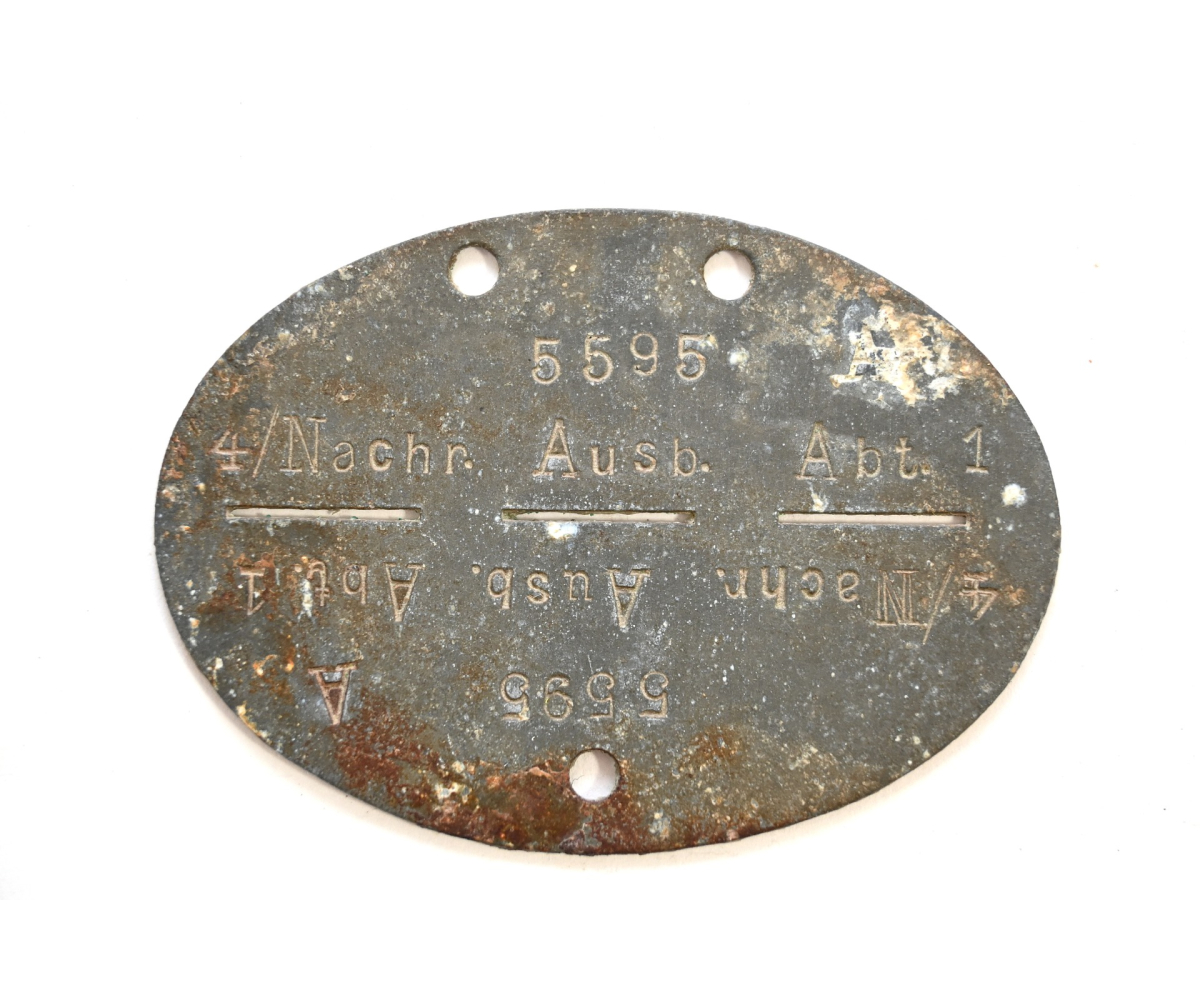 5595 A
4/Nachr. Ausb. Abt. 1
4/Nachr. Ausb. Abt. 1
5595 A